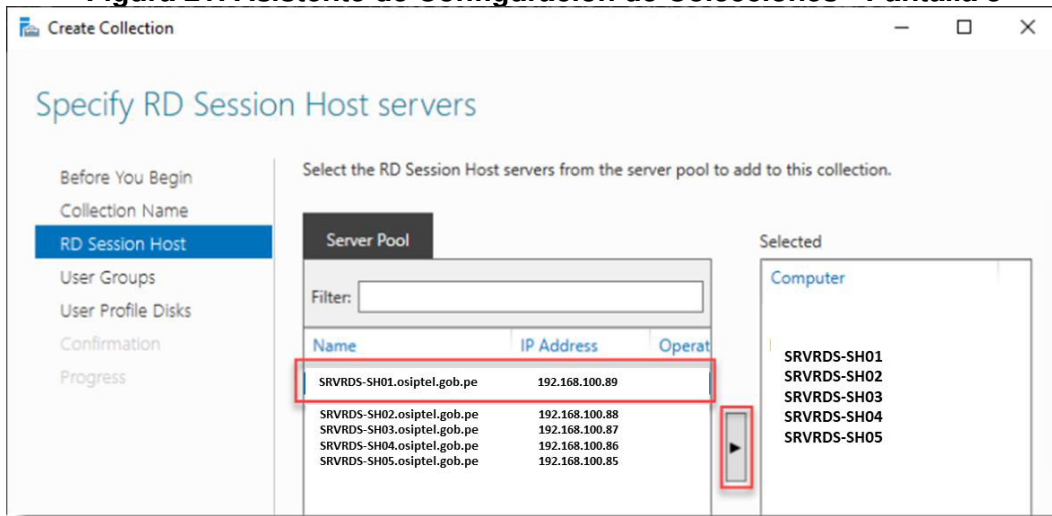 Create Collection
Specify RD Session Host servers
Before You Begin
Collection Name
RD Session Host
User Groups
User Profile Disks
Confirmation
Progress
Select the RD Session Host servers from the server pool to add to this collection.
Server Pool
Filter:
Name IP Address Operat
SRVRDS-SH01.osiptel.gob.pe 192.168.100.89
SRVRDS-SH02.osiptel.gob.pe 192.168.100.88
SRVRDS-SH03.osiptel.gob.pe 192.168.100.87
SRVRDS-SH04.osiptel.gob.pe 192.168.100.86
SRVRDS-SH05.osiptel.gob.pe 192.168.100.85
Selected
Computer
SRVRDS-SH01
SRVRDS-SH02
SRVRDS-SH03
SRVRDS-SH04
SRVRDS-SH05